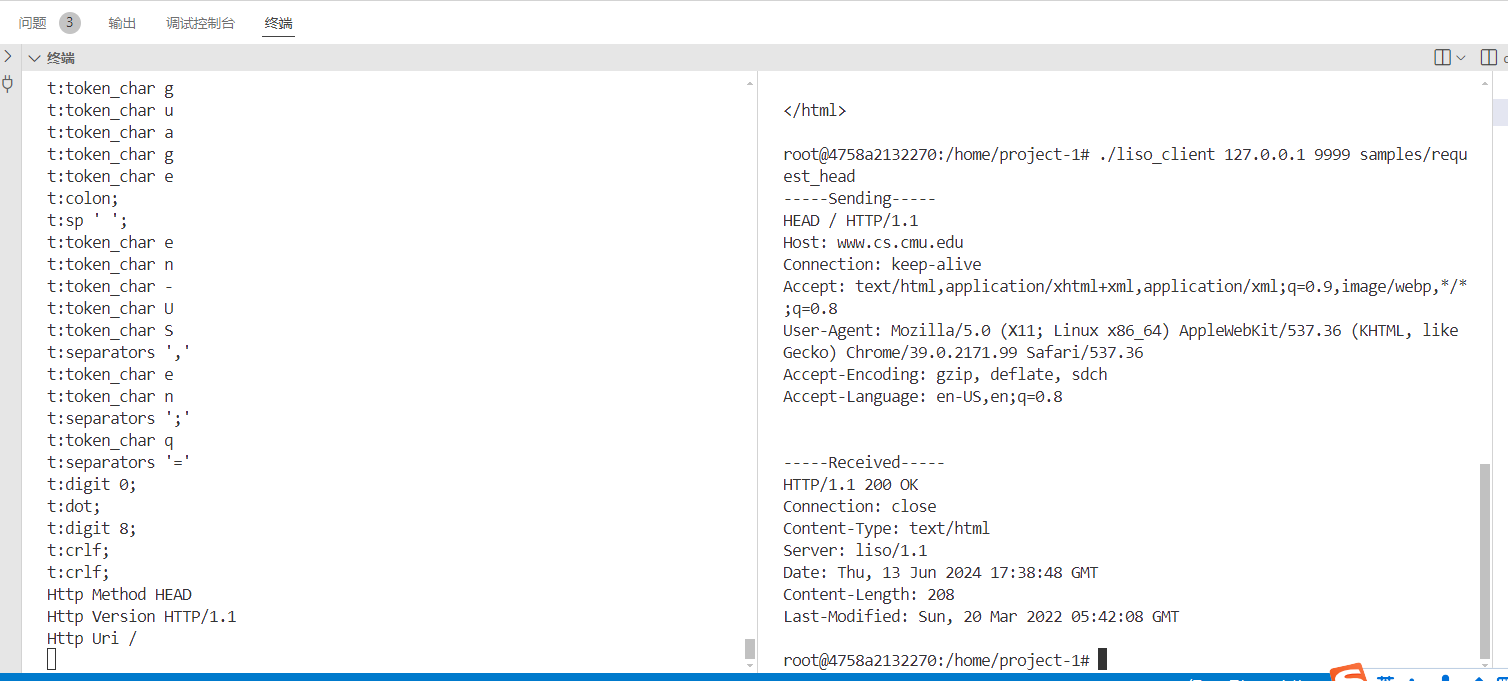 问题 3 输出 调试控制台 终端
终端
t:token_char g
t:token_char u
t:token_char a
t:token_char g
t:token_char e
t:colon;
t:sp ' ';
t:token_char e
t:token_char n
t:token_char -
t:token_char U
t:token_char S
t:separators ','
t:token_char e
t:token_char n
t:separators ';'
t:token_char q
t:separators '='
t:digit 0;
t:dot;
t:digit 8;
t:crlf;
t:crlf;
Http Method HEAD
Http Version HTTP/1.1
Http Uri /
</html>
root@4758a2132270:/home/project-1# ./liso_client 127.0.0.1 9999 samples/requ
est_head
-----Sending-----
HEAD / HTTP/1.1
Host: www.cs.cmu.edu
Connection: keep-alive
Accept: text/html,application/xhtml+xml,application/xml;q=0.9,image/webp,*/*
;q=0.8
User-Agent: Mozilla/5.0 (X11; Linux x86_64) AppleWebKit/537.36 (KHTML, like
Gecko) Chrome/39.0.2171.99 Safari/537.36
Accept-Encoding: gzip, deflate, sdch
Accept-Language: en-US,en;q=0.8
-----Received-----
HTTP/1.1 200 OK
Connection: close
Content-Type: text/html
Server: liso/1.1
Date: Thu, 13 Jun 2024 17:38:48 GMT
Content-Length: 208
Last-Modified: Sun, 20 Mar 2022 05:42:08 GMT
root@4758a2132270:/home/project-1#